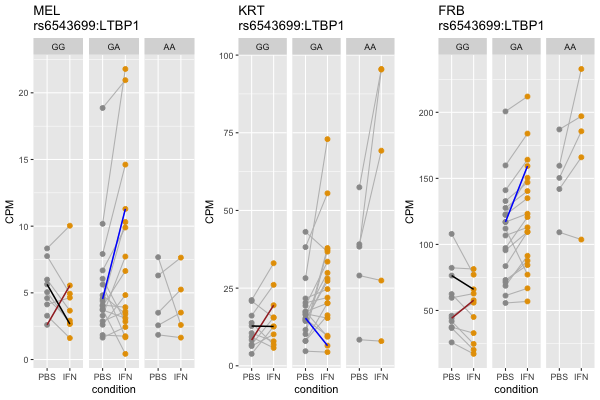 MEL
rs6543699:LTBP1
GG GA AA
20
15
10
5
0
CPM
PBS IFN PBS IFN PBS IFN
condition
KRT
rs6543699:LTBP1
GG GA AA
100
75
50
25
0
CPM
PBS IFN PBS IFN PBS IFN
condition
FRB
rs6543699:LTBP1
GG GA AA
200
150
100
50
CPM
PBS IFN PBS IFN PBS IFN
condition